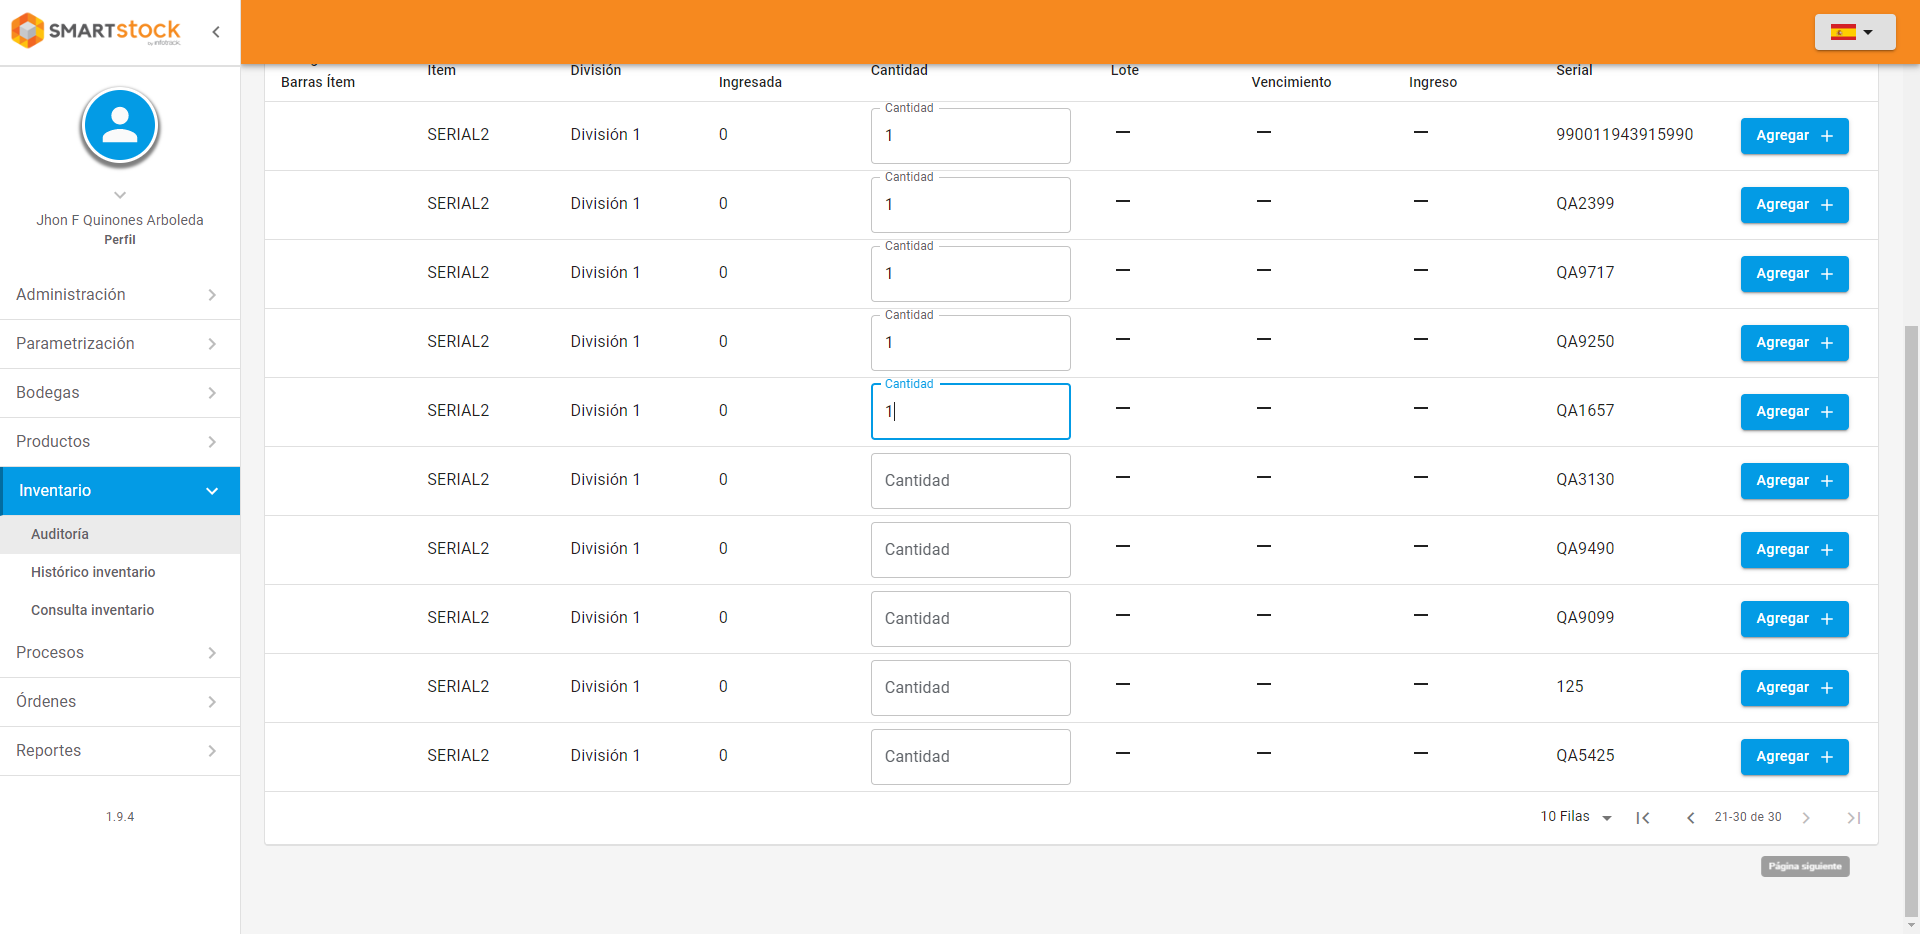 SMARTSTOCK
by infotrack
Jhon F Quinones Arboleda
Perfil
Administración
Parametrización
Bodegas
Productos
Inventario
Auditoría
Histórico inventario
Consulta inventario
Procesos
Órdenes
Reportes
1.9.4
Barras Ítem
Item
División
Ingresada
Cantidad
Lote
Vencimiento
Ingreso
Serial
SERIAL2 División 1 0 Cantidad 1 — — — 990011943915990 Agregar +
SERIAL2 División 1 0 Cantidad 1 — — — QA2399 Agregar +
SERIAL2 División 1 0 Cantidad 1 — — — QA9717 Agregar +
SERIAL2 División 1 0 Cantidad 1 — — — QA9250 Agregar +
SERIAL2 División 1 0 Cantidad 1 — — — QA1657 Agregar +
SERIAL2 División 1 0 Cantidad — — — QA3130 Agregar +
SERIAL2 División 1 0 Cantidad — — — QA9490 Agregar +
SERIAL2 División 1 0 Cantidad — — — QA9099 Agregar +
SERIAL2 División 1 0 Cantidad — — — 125 Agregar +
SERIAL2 División 1 0 Cantidad — — — QA5425 Agregar +
10 Filas 21-30 de 30
Página siguiente